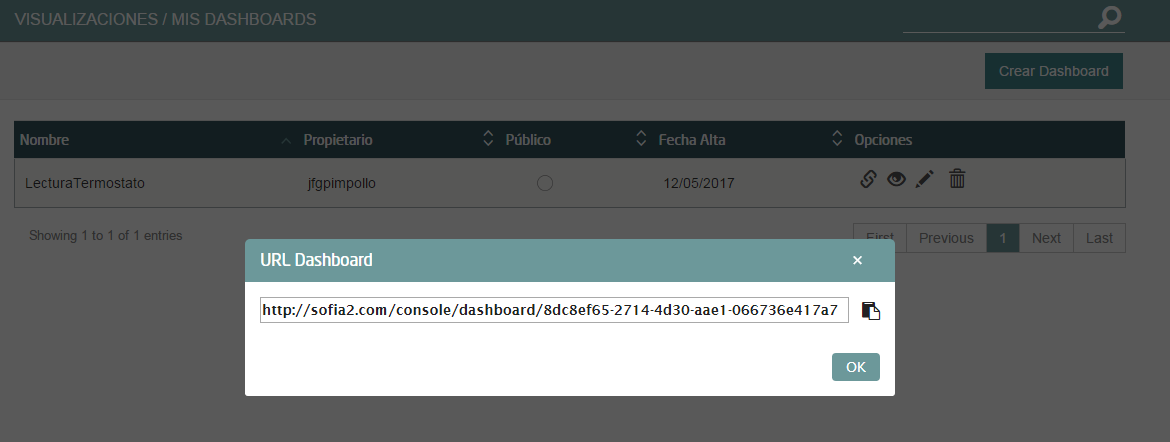 VISUALIZACIONES / MIS DASHBOARDS
Crear Dashboard
Nombre Propietario Público Fecha Alta Opciones
LecturaTermostato jfgpimpollo 12/05/2017
Showing 1 to 1 of 1 entries
First Previous 1 Next Last
URL Dashboard ×
http://sofia2.com/console/dashboard/8dc8ef65-2714-4d30-aae1-066736e417a7
OK